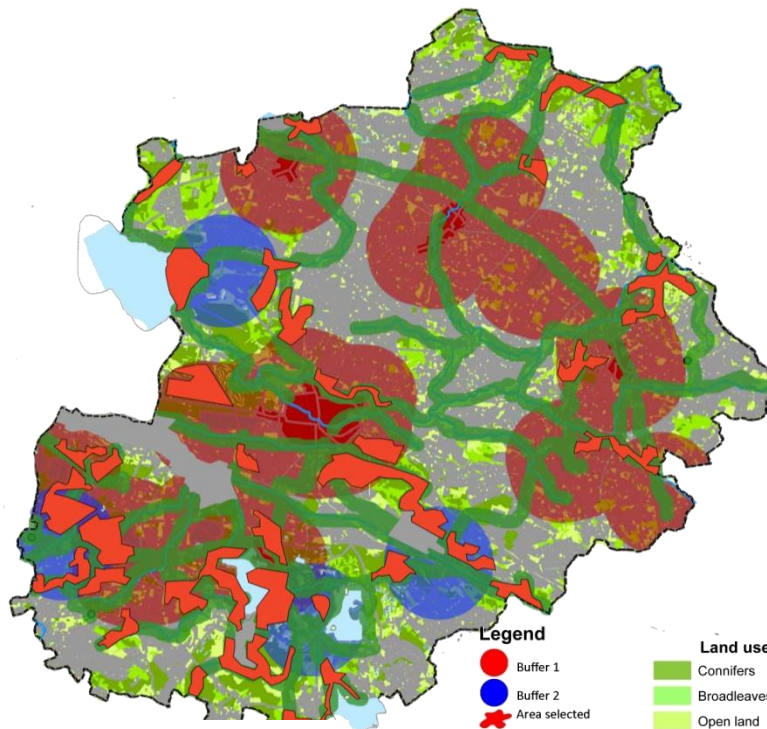 Legend
Buffer 1
Buffer 2
Area selected
Land use
Connifers
Broadleaves
Open land